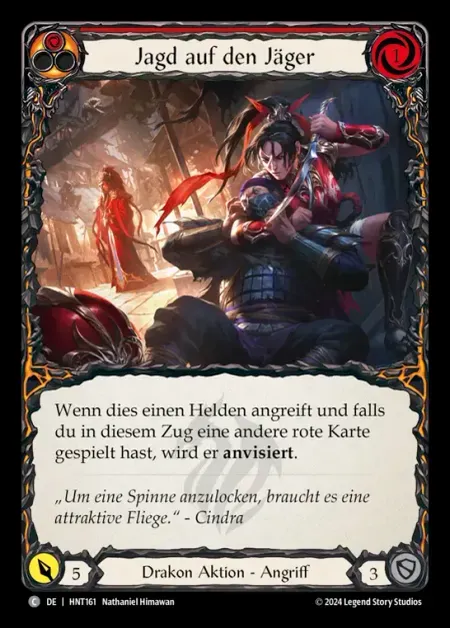 Jagd auf den Jäger
1
Wenn dies einen Helden angreift und falls
du in diesem Zug eine andere rote Karte
gespielt hast, wird er anvisiert.
„Um eine Spinne anzulocken, braucht es eine
attraktive Fliege.“ - Cindra
5
Drakon Aktion - Angriff
3
C DE | HNT161 Nathaniel Himawan
© 2024 Legend Story Studios